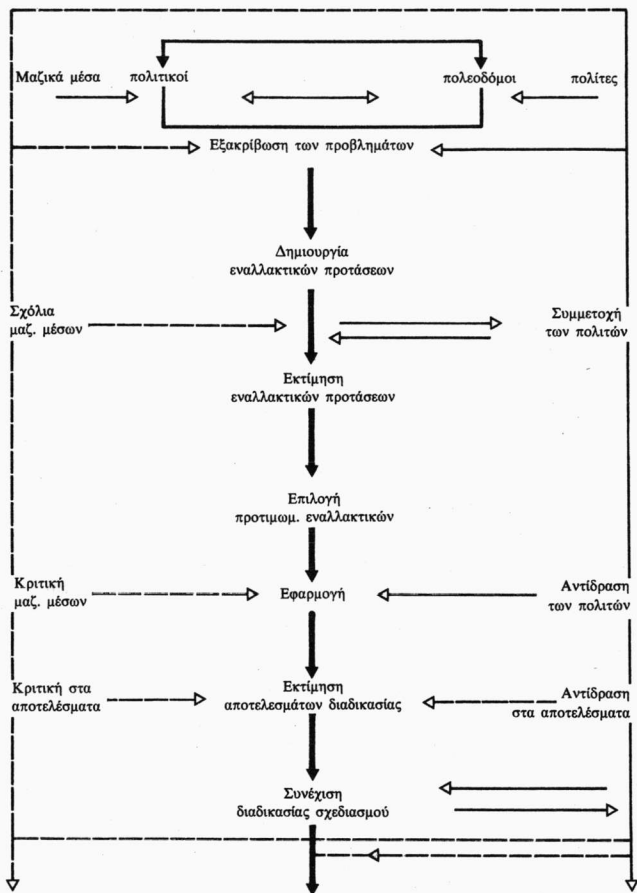 Μαζικά μέσα πολιτικοί πολεοδόμοι πολίτες
Εξακρίβωση των προβλημάτων
Δημιουργία
εναλλακτικών προτάσεων
Σχόλια
μαζ. μέσων
Συμμετοχή
των πολιτών
Εκτίμηση
εναλλακτικών προτάσεων
Επιλογή
προτιμωμ. εναλλακτικών
Κριτική
μαζ. μέσων
Εφαρμογή
Αντίδραση
των πολιτών
Κριτική στα
αποτελέσματα
Εκτίμηση
αποτελεσμάτων διαδικασίας
Αντίδραση
στα αποτελέσματα
Συνέχιση
διαδικασίας σχεδιασμού